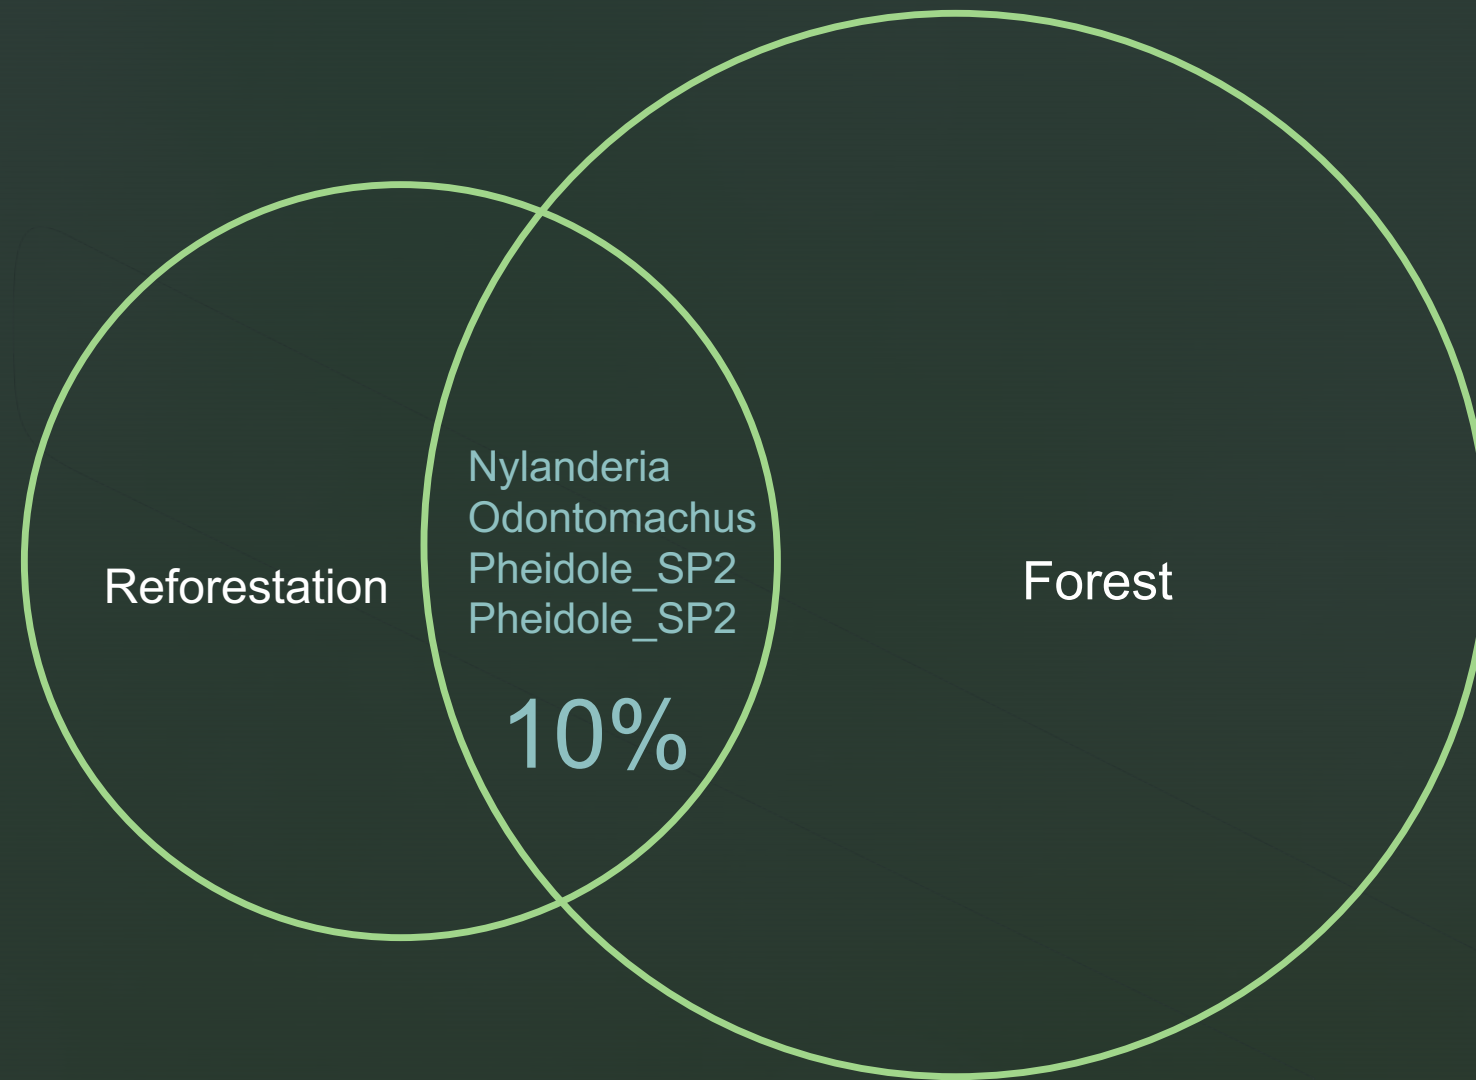 Nylanderia
Odontomachus
Pheidole_SP2
Pheidole_SP2
Reforestation
Forest
10%